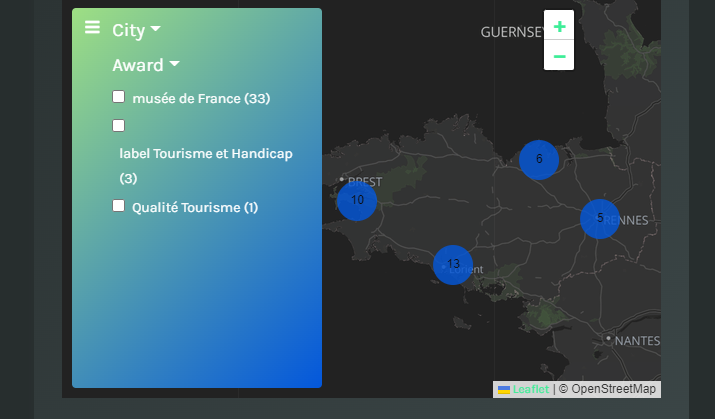 City
Award
musée de France (33)
label Tourisme et Handicap
(3)
Qualité Tourisme (1)
+
−
BREST
10
6
5
RENNES
13
Lorient
NANTES
Leaflet | © OpenStreetMap